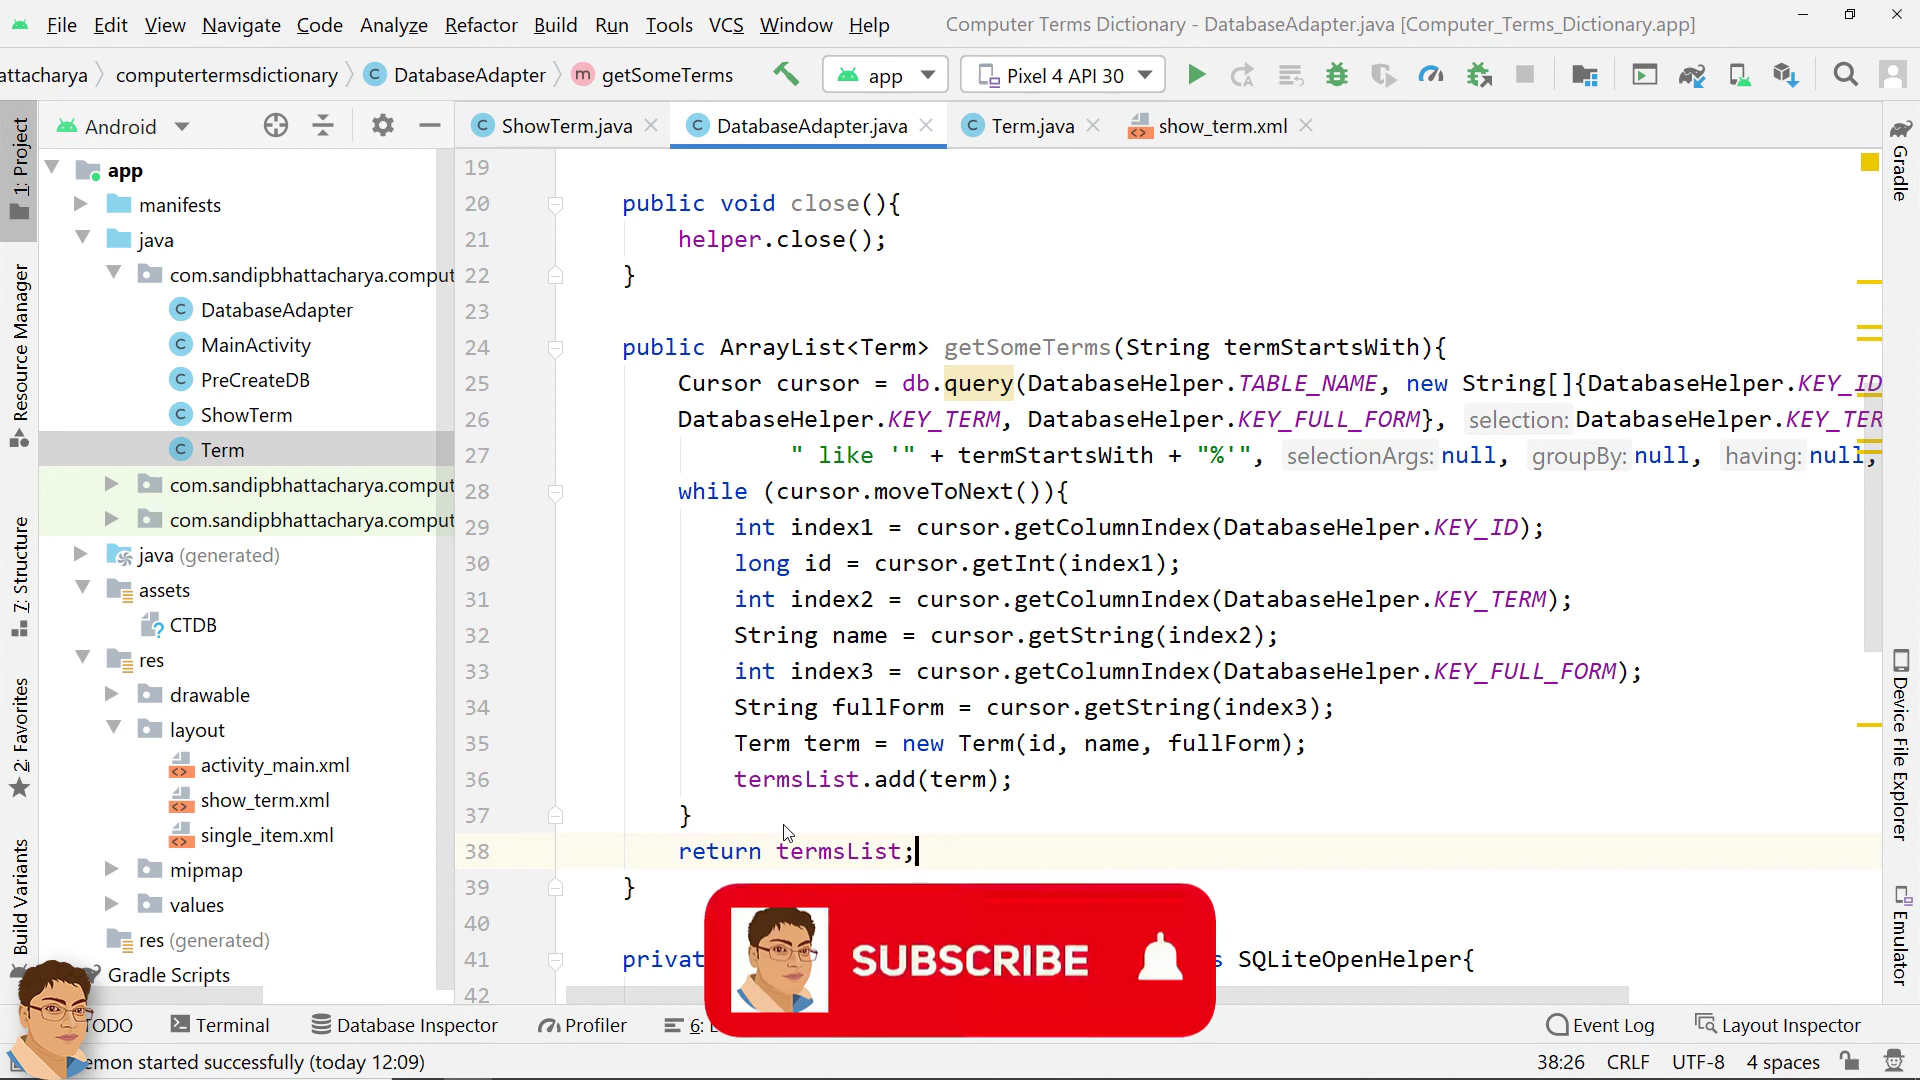 File Edit View Navigate Code Analyze Refactor Build Run Tools VCS Window Help Computer Terms Dictionary - DatabaseAdapter.java [Computer_Terms_Dictionary.app]
attacharya computertermsdictionary DatabaseAdapter getSomeTerms app Pixel 4 API 30
Android ShowTerm.java DatabaseAdapter.java Term.java show_term.xml
1: Project
Resource Manager
7: Structure
2: Favorites
Build Variants
app
manifests
java
com.sandipbhattacharya.comput
DatabaseAdapter
MainActivity
PreCreateDB
ShowTerm
Term
com.sandipbhattacharya.comput
com.sandipbhattacharya.comput
java (generated)
assets
CTDB
res
drawable
layout
activity_main.xml
show_term.xml
single_item.xml
mipmap
values
res (generated)
Gradle Scripts
19
20 public void close(){
21 helper.close();
22 }
23
24 public ArrayList<Term> getSomeTerms(String termStartsWith){
25 Cursor cursor = db.query(DatabaseHelper.TABLE_NAME, new String[]{DatabaseHelper.KEY_ID
26 DatabaseHelper.KEY_TERM, DatabaseHelper.KEY_FULL_FORM}, selection: DatabaseHelper.KEY_TER
27 " like '" + termStartsWith + "%'", selectionArgs: null, groupBy: null, having: null,
28 while (cursor.moveToNext()){
29 int index1 = cursor.getColumnIndex(DatabaseHelper.KEY_ID);
30 long id = cursor.getInt(index1);
31 int index2 = cursor.getColumnIndex(DatabaseHelper.KEY_TERM);
32 String name = cursor.getString(index2);
33 int index3 = cursor.getColumnIndex(DatabaseHelper.KEY_FULL_FORM);
34 String fullForm = cursor.getString(index3);
35 Term term = new Term(id, name, fullForm);
36 termsList.add(term);
37 }
38 return termsList;
39 }
40
41 privat s SQLiteOpenHelper{
42
SUBSCRIBE
Gradle
Device File Explorer
Emulator
TODO Terminal Database Inspector Profiler 6: Event Log Layout Inspector
emon started successfully (today 12:09) 38:26 CRLF UTF-8 4 spaces